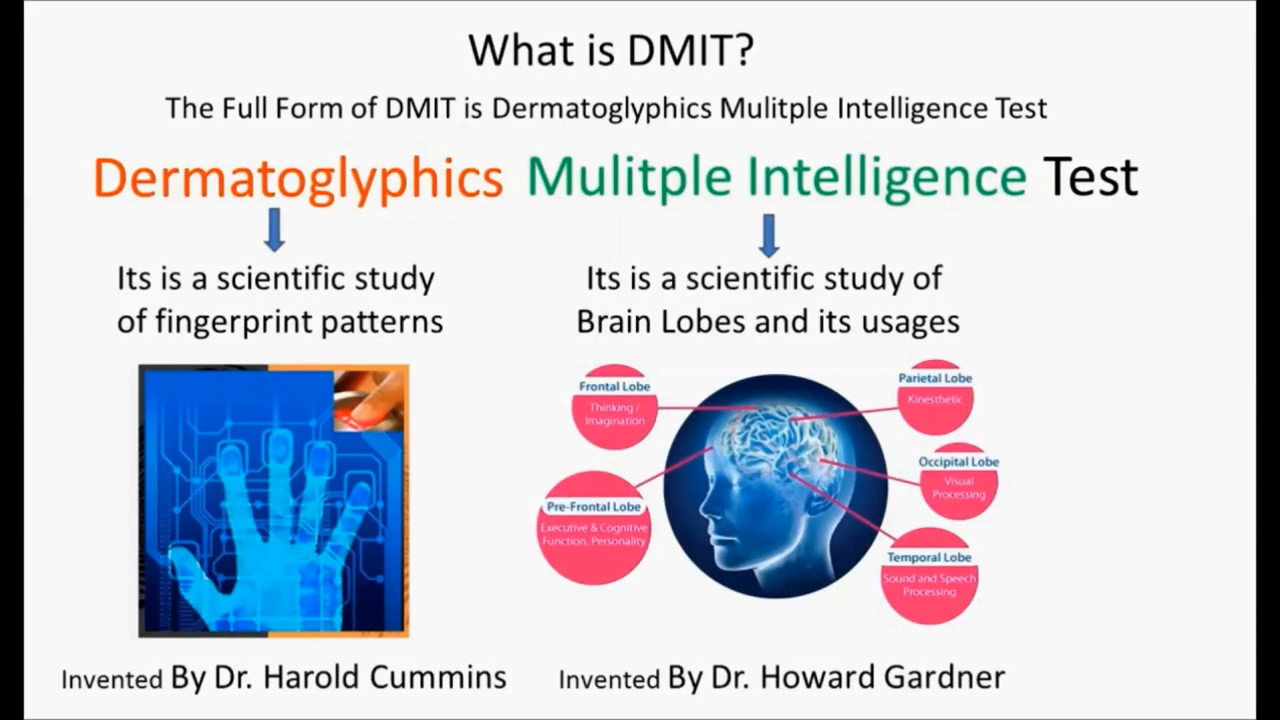 What is DMIT?
The Full Form of DMIT is Dermatoglyphics Mulitple Intelligence Test
Dermatoglyphics Mulitple Intelligence Test
Its is a scientific study
of fingerprint patterns
Its is a scientific study of
Brain Lobes and its usages
Frontal Lobe
Thinking /
Imagination
Pre-Frontal Lobe
Executive & Cognitive
Function, Personality
Parietal Lobe
Kinesthetic
Occipital Lobe
Visual
Processing
Temporal Lobe
Sound and Speech
Processing
Invented By Dr. Harold Cummins
Invented By Dr. Howard Gardner